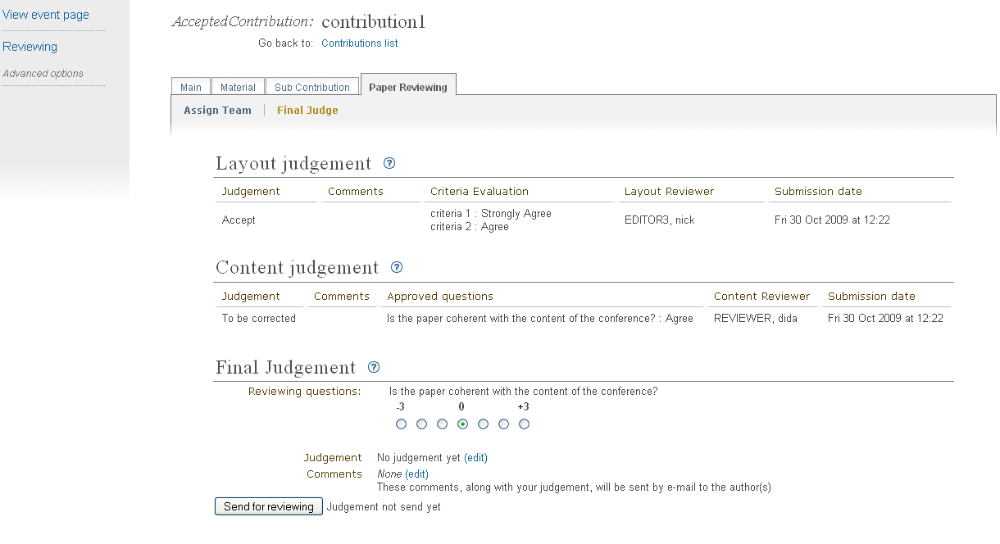 View event page
Reviewing
Advanced options
AcceptedContribution: contribution1
Go back to: Contributions list
Main Material Sub Contribution Paper Reviewing
Assign Team | Final Judge
Layout judgement ?
Judgement Comments Criteria Evaluation Layout Reviewer Submission date
Accept criteria 1 : Strongly Agree EDITOR3, nick Fri 30 Oct 2009 at 12:22
criteria 2 : Agree
Content judgement ?
Judgement Comments Approved questions Content Reviewer Submission date
To be corrected Is the paper coherent with the content of the conference? : Agree REVIEWER, dida Fri 30 Oct 2009 at 12:22
Final Judgement ?
Reviewing questions: Is the paper coherent with the content of the conference?
-3 0 +3
Judgement No judgement yet (edit)
Comments None (edit)
These comments, along with your judgement, will be sent by e-mail to the author(s)
Send for reviewing Judgement not send yet